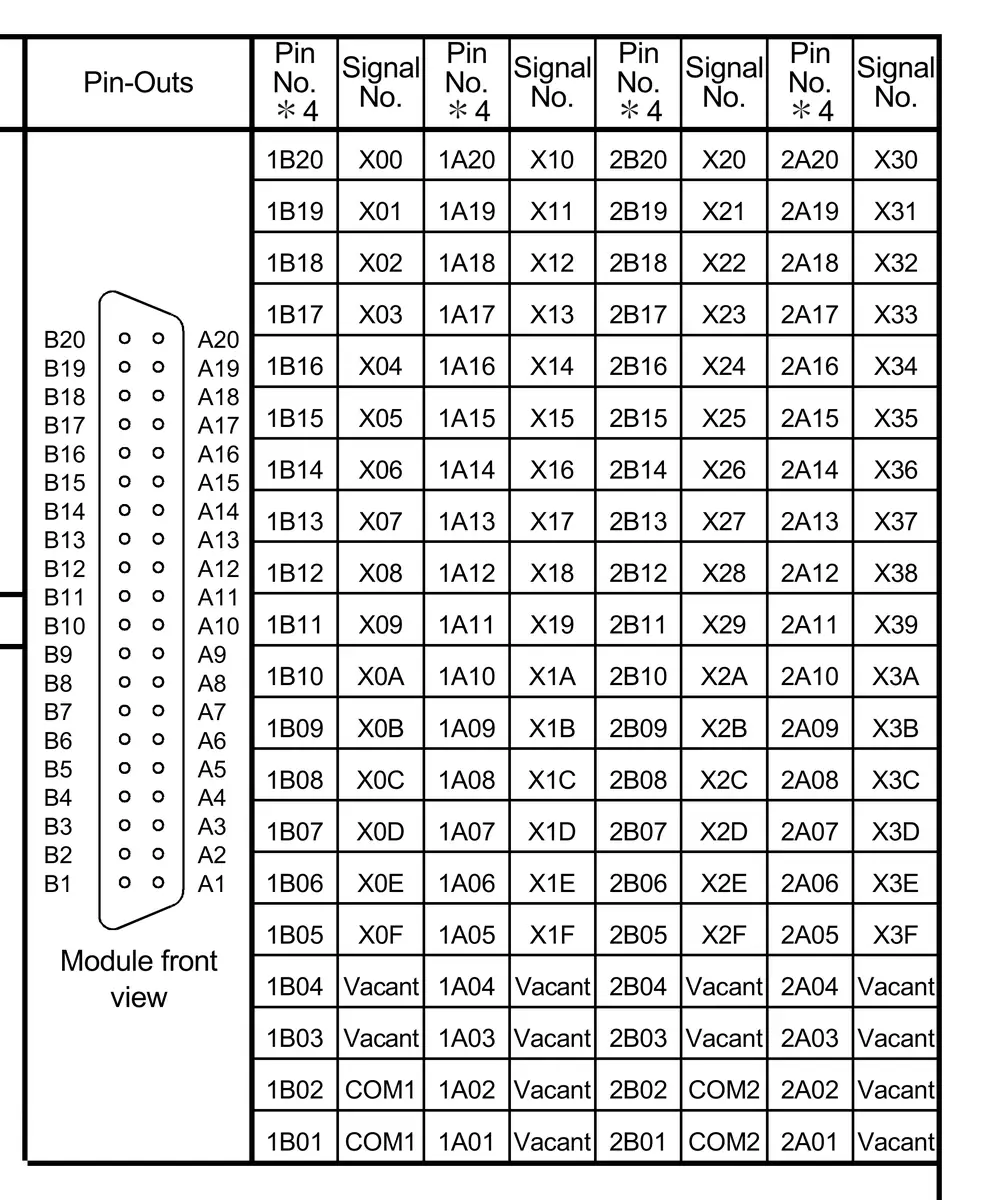 Pin-Outs
Pin No. ＊4 Signal No. Pin No. ＊4 Signal No. Pin No. ＊4 Signal No. Pin No. ＊4 Signal No.
1B20 X00 1A20 X10 2B20 X20 2A20 X30
1B19 X01 1A19 X11 2B19 X21 2A19 X31
1B18 X02 1A18 X12 2B18 X22 2A18 X32
1B17 X03 1A17 X13 2B17 X23 2A17 X33
1B16 X04 1A16 X14 2B16 X24 2A16 X34
1B15 X05 1A15 X15 2B15 X25 2A15 X35
1B14 X06 1A14 X16 2B14 X26 2A14 X36
1B13 X07 1A13 X17 2B13 X27 2A13 X37
1B12 X08 1A12 X18 2B12 X28 2A12 X38
1B11 X09 1A11 X19 2B11 X29 2A11 X39
1B10 X0A 1A10 X1A 2B10 X2A 2A10 X3A
1B09 X0B 1A09 X1B 2B09 X2B 2A09 X3B
1B08 X0C 1A08 X1C 2B08 X2C 2A08 X3C
1B07 X0D 1A07 X1D 2B07 X2D 2A07 X3D
1B06 X0E 1A06 X1E 2B06 X2E 2A06 X3E
1B05 X0F 1A05 X1F 2B05 X2F 2A05 X3F
1B04 Vacant 1A04 Vacant 2B04 Vacant 2A04 Vacant
1B03 Vacant 1A03 Vacant 2B03 Vacant 2A03 Vacant
1B02 COM1 1A02 Vacant 2B02 COM2 2A02 Vacant
1B01 COM1 1A01 Vacant 2B01 COM2 2A01 Vacant
B20 A20
B19 A19
B18 A18
B17 A17
B16 A16
B15 A15
B14 A14
B13 A13
B12 A12
B11 A11
B10 A10
B9 A9
B8 A8
B7 A7
B6 A6
B5 A5
B4 A4
B3 A3
B2 A2
B1 A1
Module front
view